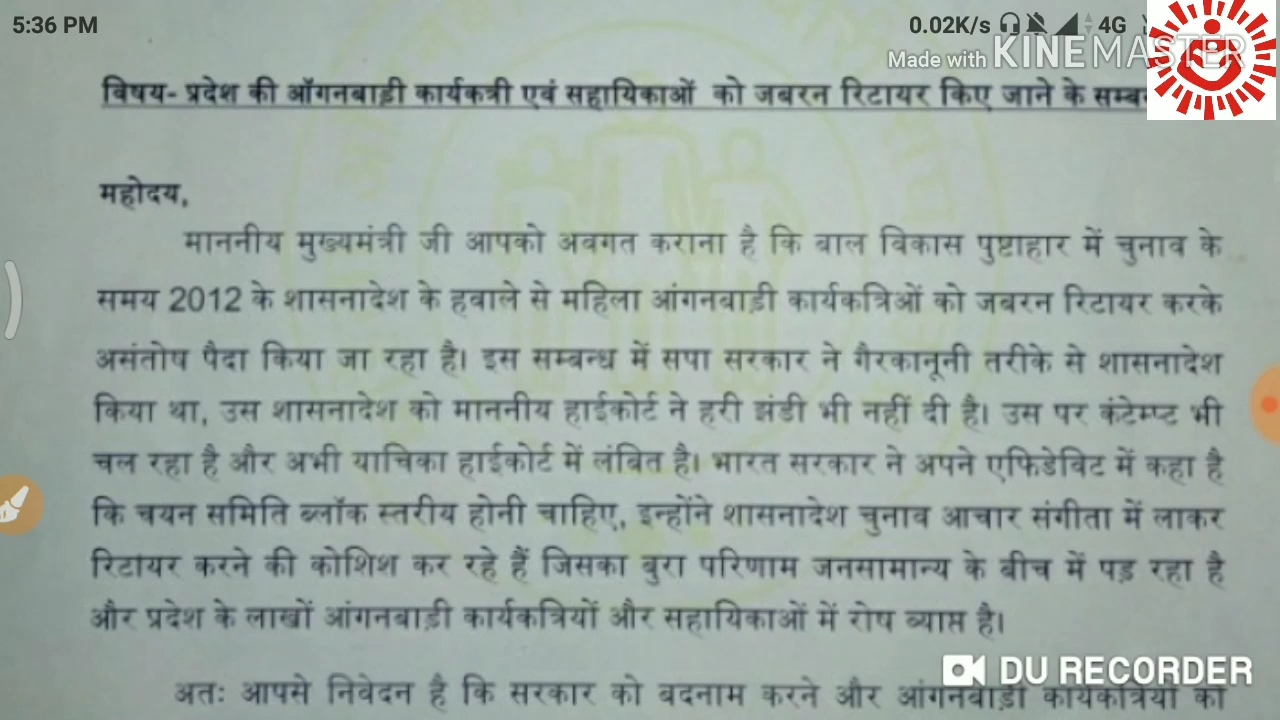 5:36 PM 0.02K/s 4G
Made with KINEMASTER
विषय- प्रदेश की ऑगनबाड़ी कार्यकत्री एवं सहायिकाओं को जबरन रिटायर किए जाने के
महोदय,
माननीय मुख्यमंत्री जी आपको अवगत कराना है कि बाल विकास पुष्टाहार में चुनाव के
समय 2012 के शासनादेश के हवाले से महिला आंगनबाड़ी कार्यकत्रिओं को जबरन रिटायर करके
असंतोष पैदा किया जा रहा है। इस सम्बन्ध में सपा सरकार ने गैरकानूनी तरीके से शासनादेश
किया था, उस शासनादेश को माननीय हाईकोर्ट ने हरी झंडी भी नहीं दी है। उस पर कंटेम्प्ट भी
चल रहा है और अभी याचिका हाईकोर्ट में लंबित है। भारत सरकार ने अपने एफिडेविट में कहा है
कि चयन समिति ब्लॉक स्तरीय होनी चाहिए, इन्होंने शासनादेश चुनाव आचार संगीता में लाकर
रिटायर करने की कोशिश कर रहे हैं जिसका बुरा परिणाम जनसामान्य के बीच में पड़ रहा है
और प्रदेश के लाखों आंगनबाड़ी कार्यकत्रियों और सहायिकाओं में रोष व्याप्त है।
अतः आपसे निवेदन है कि सरकार को बदनाम करने और आंगनबाड़ी कार्यकत्रियों को
DU RECORDER